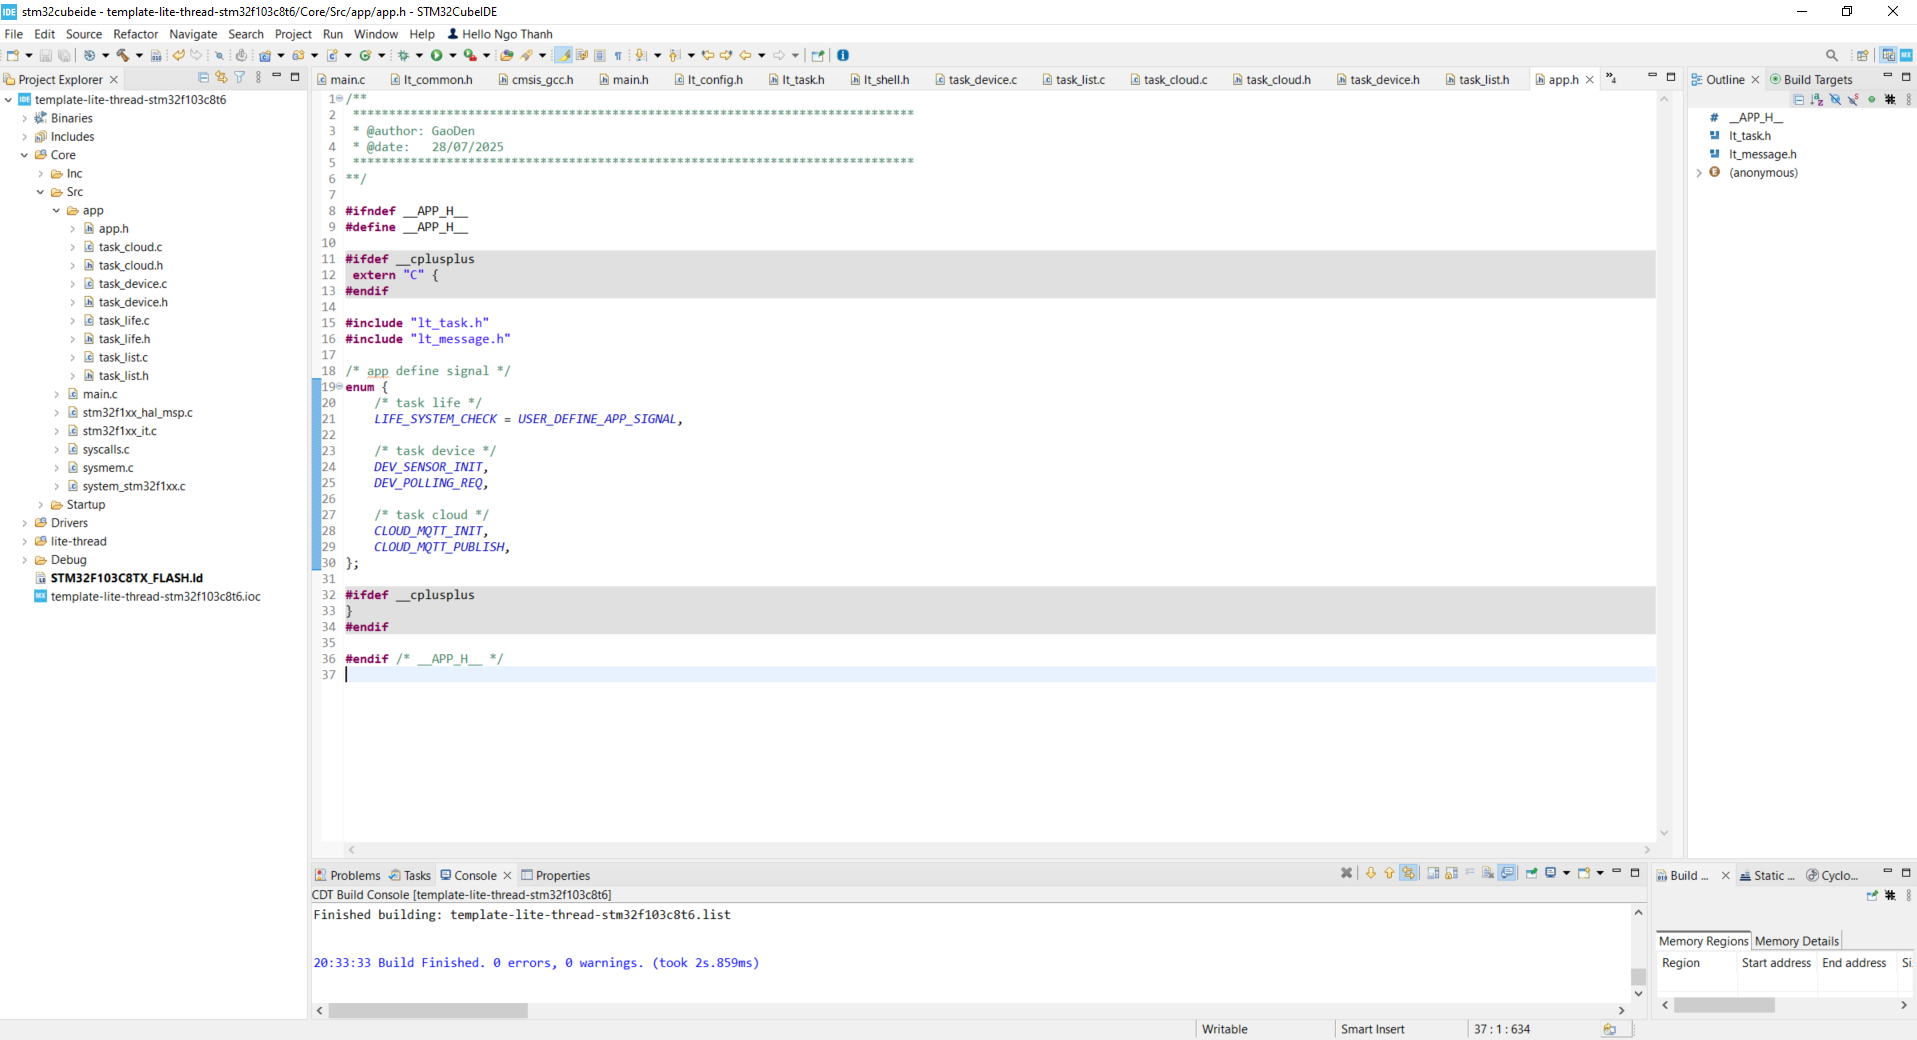 IDE stm32cubeide - template-lite-thread-stm32f103c8t6/Core/Src/app/app.h - STM32CubeIDE
File Edit Source Refactor Navigate Search Project Run Window Help Hello Ngo Thanh
Project Explorer
template-lite-thread-stm32f103c8t6
Binaries
Includes
Core
Inc
Src
app
app.h
task_cloud.c
task_cloud.h
task_device.c
task_device.h
task_life.c
task_life.h
task_list.c
task_list.h
main.c
stm32f1xx_hal_msp.c
stm32f1xx_it.c
syscalls.c
sysmem.c
system_stm32f1xx.c
Startup
Drivers
lite-thread
Debug
STM32F103C8TX_FLASH.ld
template-lite-thread-stm32f103c8t6.ioc
main.c lt_common.h cmsis_gcc.h main.h lt_config.h lt_task.h lt_shell.h task_device.c task_list.c task_cloud.c task_cloud.h task_device.h task_list.h app.h »4
1 /**
2 ******************************************************************************
3 * @author: GaoDen
4 * @date: 28/07/2025
5 ******************************************************************************
6 **/
7
8 #ifndef __APP_H__
9 #define __APP_H__
10
11 #ifdef __cplusplus
12 extern "C" {
13 #endif
14
15 #include "lt_task.h"
16 #include "lt_message.h"
17
18 /* app define signal */
19 enum {
20 /* task life */
21 LIFE_SYSTEM_CHECK = USER_DEFINE_APP_SIGNAL,
22
23 /* task device */
24 DEV_SENSOR_INIT,
25 DEV_POLLING_REQ,
26
27 /* task cloud */
28 CLOUD_MQTT_INIT,
29 CLOUD_MQTT_PUBLISH,
30 };
31
32 #ifdef __cplusplus
33 }
34 #endif
35
36 #endif /* __APP_H__ */
37
Outline Build Targets
# __APP_H__
lt_task.h
lt_message.h
(anonymous)
Problems Tasks Console Properties
CDT Build Console [template-lite-thread-stm32f103c8t6]
Finished building: template-lite-thread-stm32f103c8t6.list
20:33:33 Build Finished. 0 errors, 0 warnings. (took 2s.859ms)
Build ... Static ... Cyclo...
Memory Regions Memory Details
Region Start address End address Si
Writable Smart Insert 37 : 1 : 634